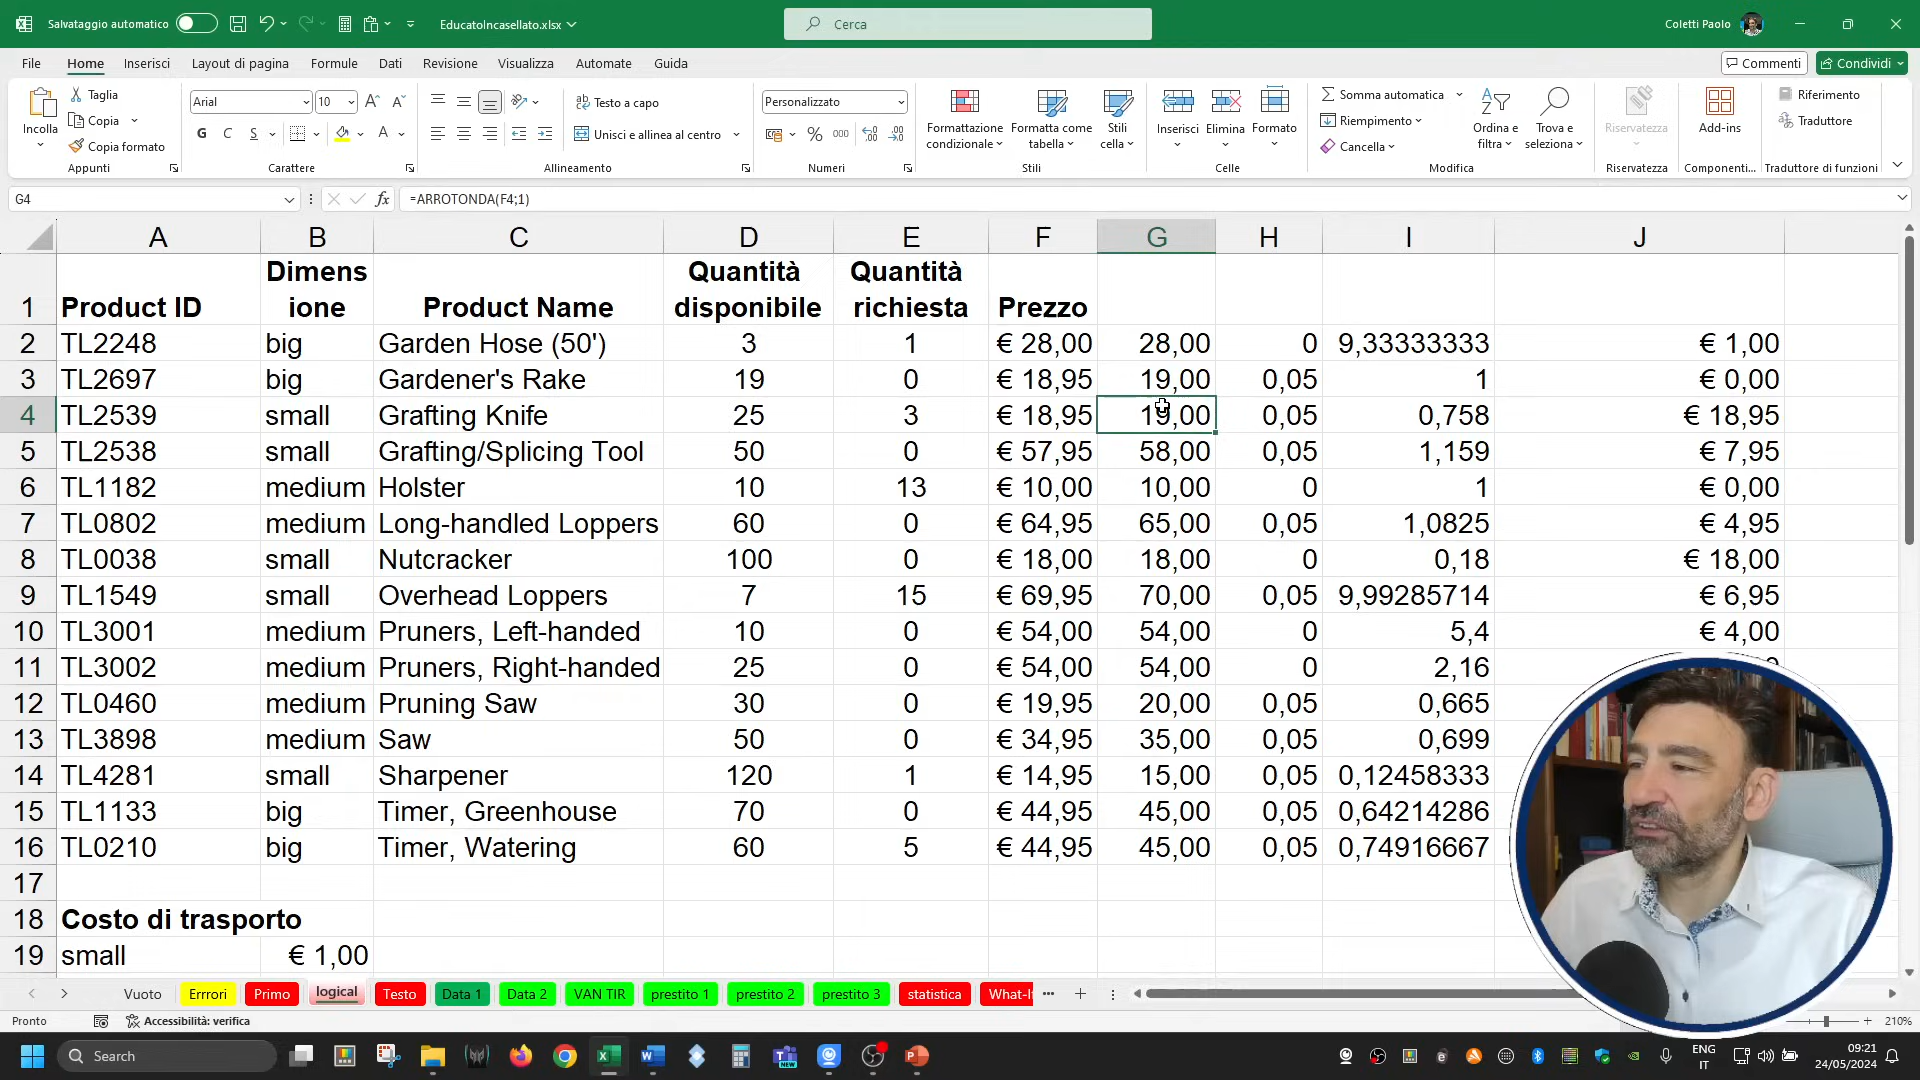 Salvataggio automatico
EducatoIncasellato.xlsx
Cerca
Coletti Paolo
File Home Inserisci Layout di pagina Formule Dati Revisione Visualizza Automate Guida
Commenti Condividi
Incolla
Taglia
Copia
Copia formato
Appunti
Arial 10
G C S
Carattere
Testo a capo
Unisci e allinea al centro
Allineamento
Personalizzato
% 000
Numeri
Formattazione condizionale
Formatta come tabella
Stili cella
Stili
Inserisci
Elimina
Formato
Celle
Somma automatica
Riempimento
Cancella
Ordina e filtra
Trova e seleziona
Modifica
Riservatezza
Riservatezza
Add-ins
Componenti...
Riferimento
Traduttore
Traduttore di funzioni
G4 fx =ARROTONDA(F4;1)
A B C D E F G H I J
1 Product ID Dimensione Product Name Quantità disponibile Quantità richiesta Prezzo
2 TL2248 big Garden Hose (50') 3 1 € 28,00 28,00 0 9,33333333 € 1,00
3 TL2697 big Gardener's Rake 19 0 € 18,95 19,00 0,05 1 € 0,00
4 TL2539 small Grafting Knife 25 3 € 18,95 19,00 0,05 0,758 € 18,95
5 TL2538 small Grafting/Splicing Tool 50 0 € 57,95 58,00 0,05 1,159 € 7,95
6 TL1182 medium Holster 10 13 € 10,00 10,00 0 1 € 0,00
7 TL0802 medium Long-handled Loppers 60 0 € 64,95 65,00 0,05 1,0825 € 4,95
8 TL0038 small Nutcracker 100 0 € 18,00 18,00 0 0,18 € 18,00
9 TL1549 small Overhead Loppers 7 15 € 69,95 70,00 0,05 9,99285714 € 6,95
10 TL3001 medium Pruners, Left-handed 10 0 € 54,00 54,00 0 5,4 € 4,00
11 TL3002 medium Pruners, Right-handed 25 0 € 54,00 54,00 0 2,16
12 TL0460 medium Pruning Saw 30 0 € 19,95 20,00 0,05 0,665
13 TL3898 medium Saw 50 0 € 34,95 35,00 0,05 0,699
14 TL4281 small Sharpener 120 1 € 14,95 15,00 0,05 0,12458333
15 TL1133 big Timer, Greenhouse 70 0 € 44,95 45,00 0,05 0,64214286
16 TL0210 big Timer, Watering 60 5 € 44,95 45,00 0,05 0,74916667
17
18 Costo di trasporto
19 small € 1,00
Vuoto Errrori Primo logical Testo Data 1 Data 2 VAN TIR prestito 1 prestito 2 prestito 3 statistica What-I
Pronto Accessibilità: verifica 210%
Search
ENG
IT
09:21
24/05/2024